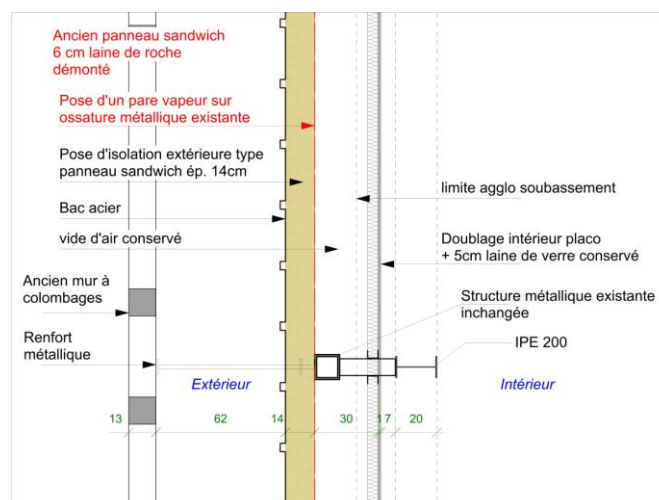 Ancien panneau sandwich
6 cm laine de roche
démonté
Pose d'un pare vapeur sur
ossature métallique existante
Pose d'isolation extérieure type
panneau sandwich ép. 14cm
Bac acier
vide d'air conservé
Ancien mur à
colombages
Renfort
métallique
limite agglo soubassement
Doublage intérieur placo
+ 5cm laine de verre conservé
Structure métallique existante
inchangée
IPE 200
Extérieur
Intérieur
13 62 14 30 1 7 20